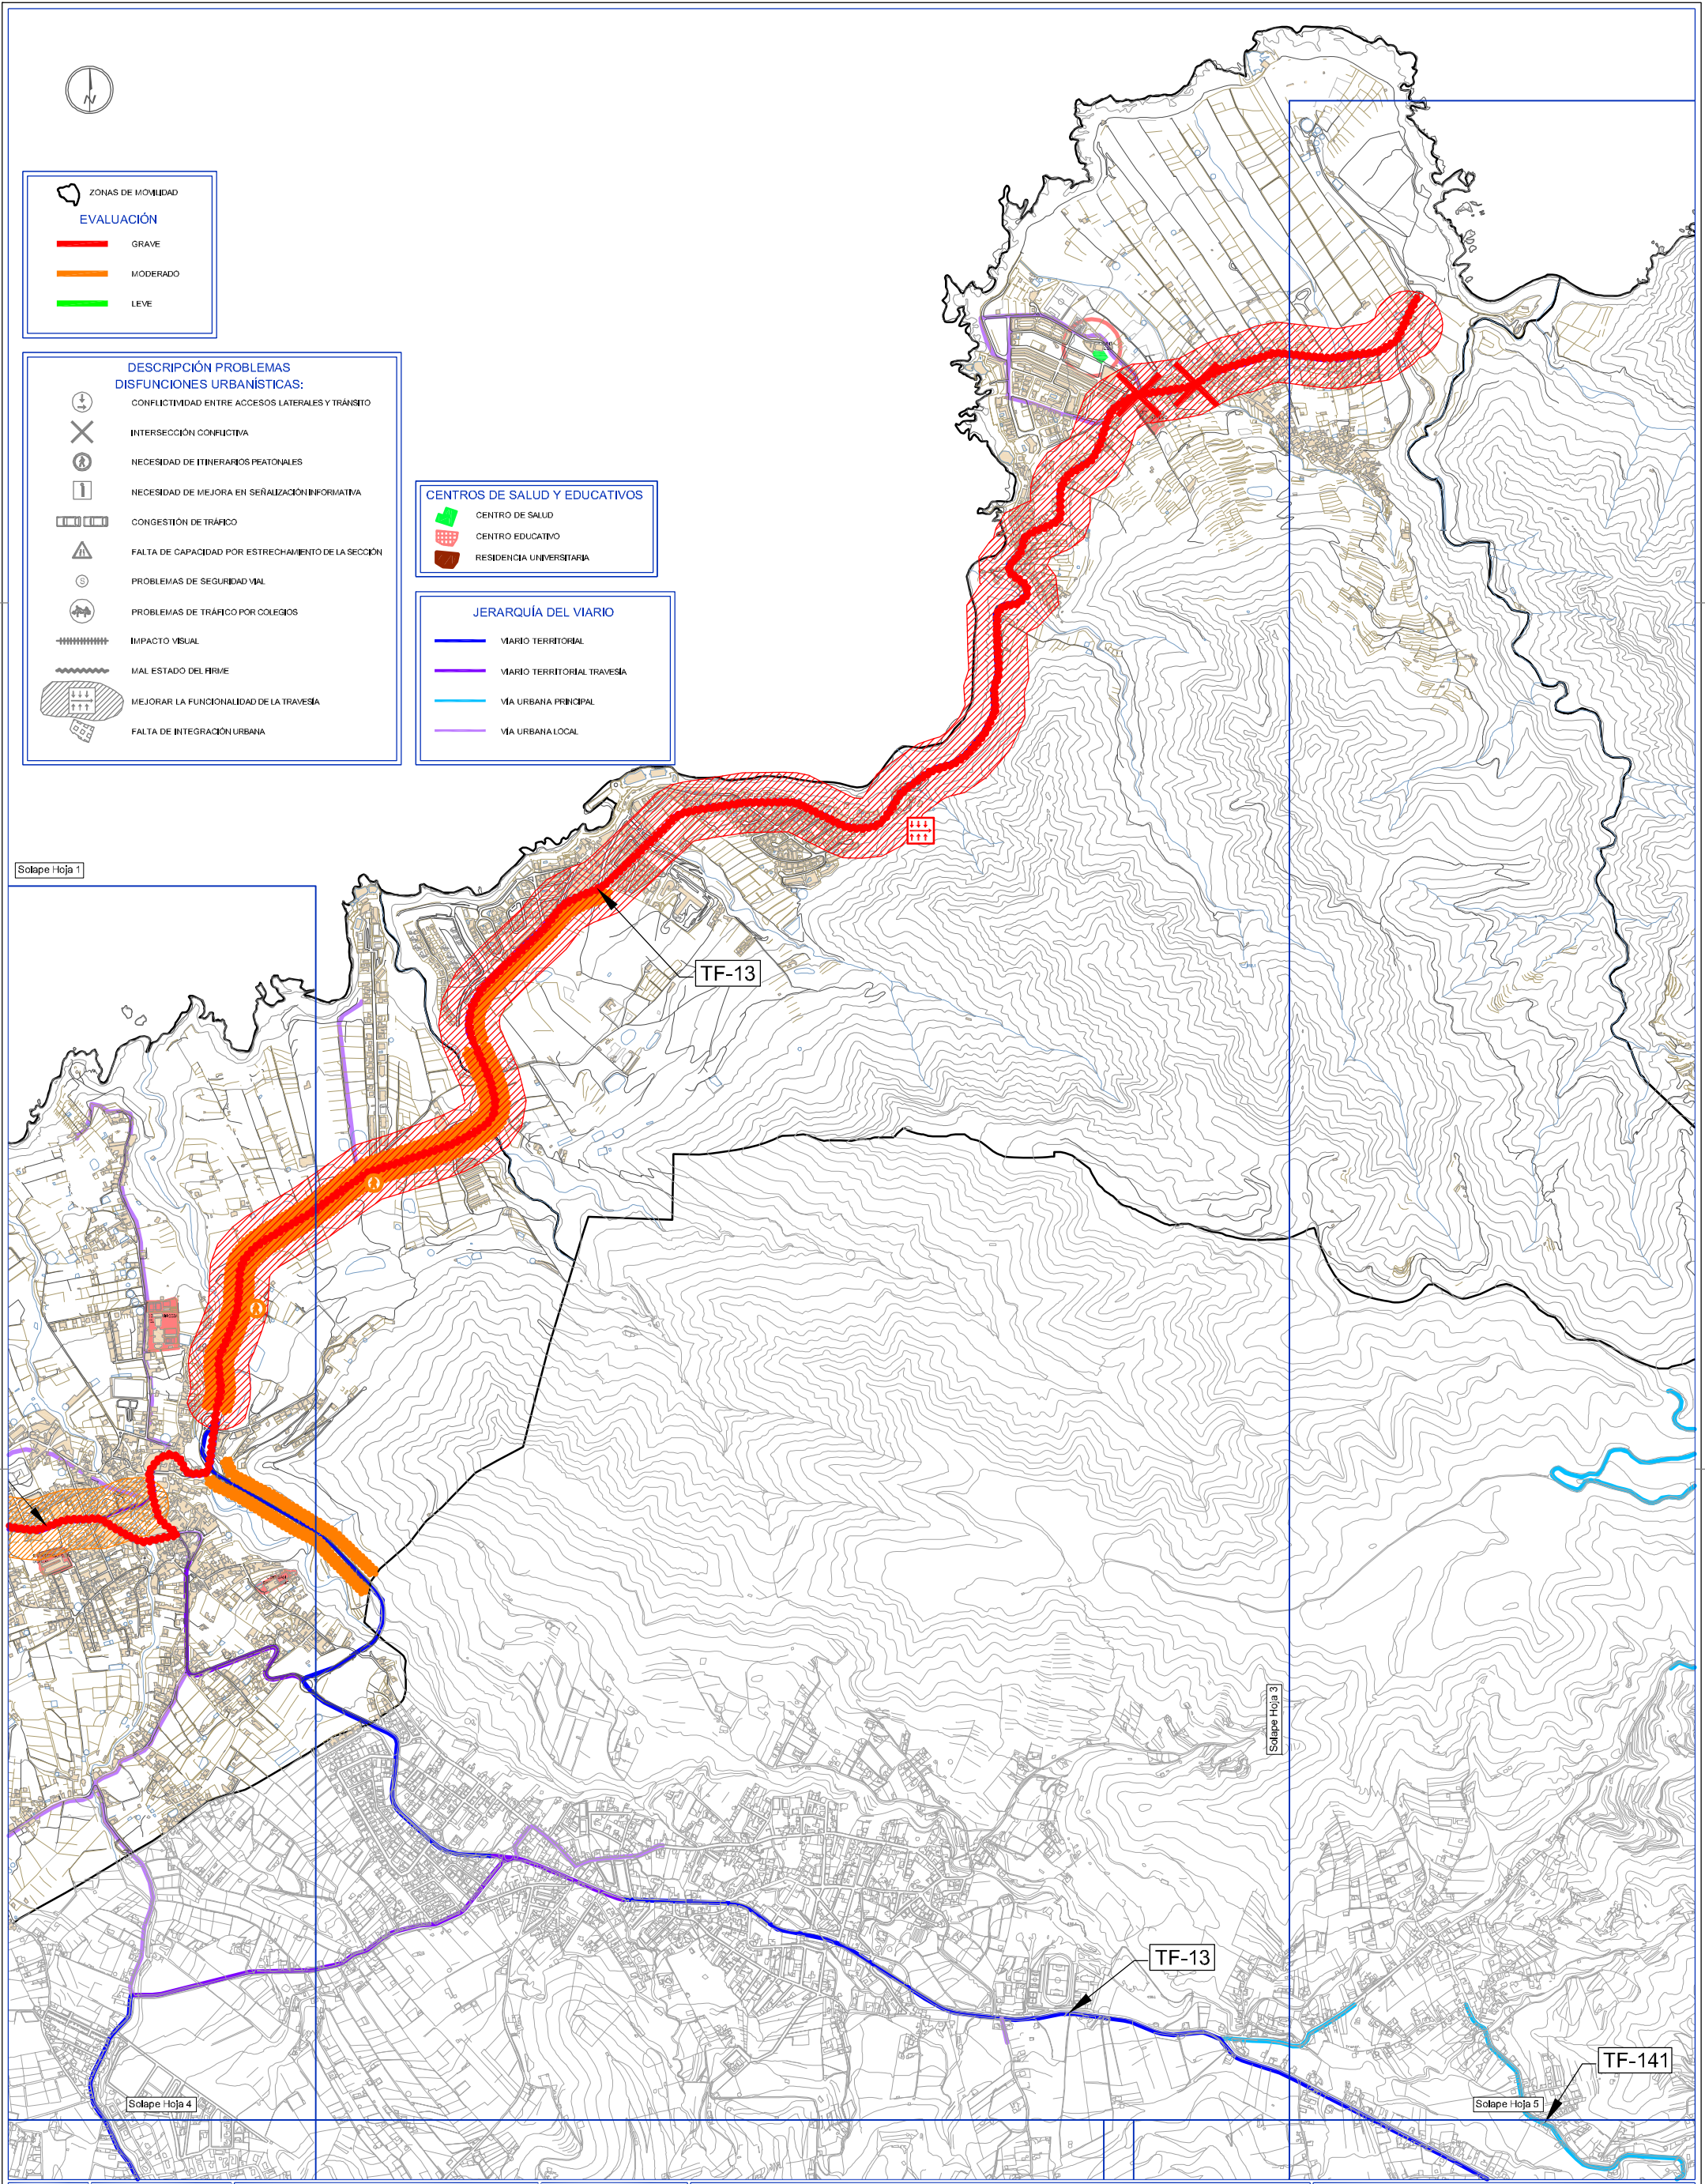 N
ZONAS DE MOVILIDAD
EVALUACIÓN
GRAVE
MODERADO
LEVE
DESCRIPCIÓN PROBLEMAS
DISFUNCIONES URBANÍSTICAS:
CONFLICTIVIDAD ENTRE ACCESOS LATERALES Y TRÁNSITO
INTERSECCIÓN CONFLICTIVA
NECESIDAD DE ITINERARIOS PEATONALES
NECESIDAD DE MEJORA EN SEÑALIZACIÓN INFORMATIVA
CONGESTIÓN DE TRÁFICO
FALTA DE CAPACIDAD POR ESTRECHAMIENTO DE LA SECCIÓN
S
PROBLEMAS DE SEGURIDAD VIAL
PROBLEMAS DE TRÁFICO POR COLEGIOS
IMPACTO VISUAL
MAL ESTADO DEL FIRME
MEJORAR LA FUNCIONALIDAD DE LA TRAVESÍA
FALTA DE INTEGRACIÓN URBANA
CENTROS DE SALUD Y EDUCATIVOS
CENTRO DE SALUD
CENTRO EDUCATIVO
RESIDENCIA UNIVERSITARIA
JERARQUÍA DEL VIARIO
VIARIO TERRITORIAL
VIARIO TERRITORIAL TRAVESÍA
VÍA URBANA PRINCIPAL
VÍA URBANA LOCAL
Solape Hoja 1
TF-13
Solape Hoja 3
TF-13
TF-141
Solape Hoja 4
Solape Hoja 5